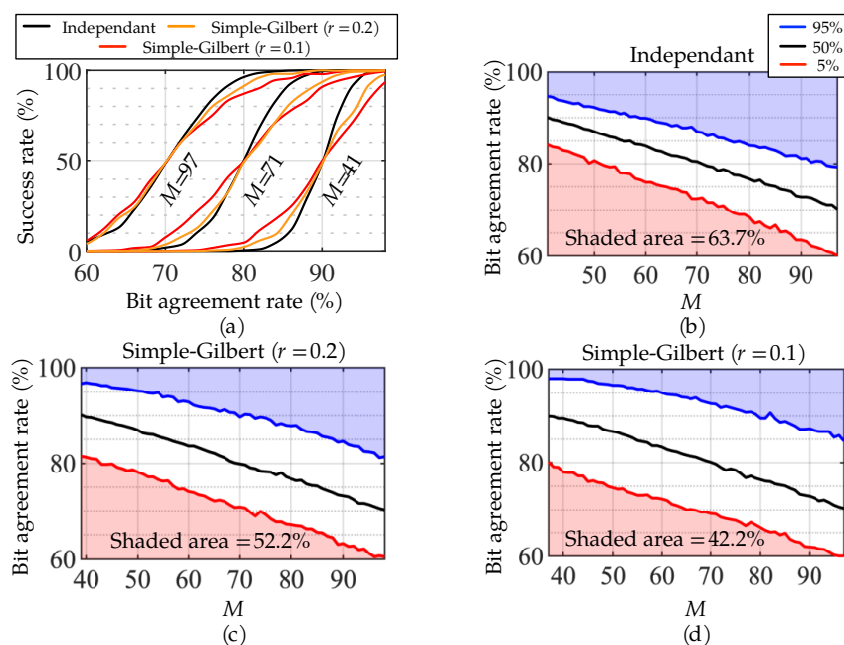 Independant
Simple-Gilbert (r = 0.2)
Simple-Gilbert (r = 0.1)
Success rate (%)
100
50
0
M=97
M=71
M=41
60 70 80 90
Bit agreement rate (%)
(a)
95%
50%
5%
Independant
Bit agreement rate (%)
100
80
60
Shaded area = 63.7%
50 60 70 80 90
M
(b)
Simple-Gilbert (r = 0.2)
Bit agreement rate (%)
100
80
60
Shaded area = 52.2%
40 50 60 70 80 90
M
(c)
Simple-Gilbert (r = 0.1)
Bit agreement rate (%)
100
80
60
Shaded area = 42.2%
40 50 60 70 80 90
M
(d)